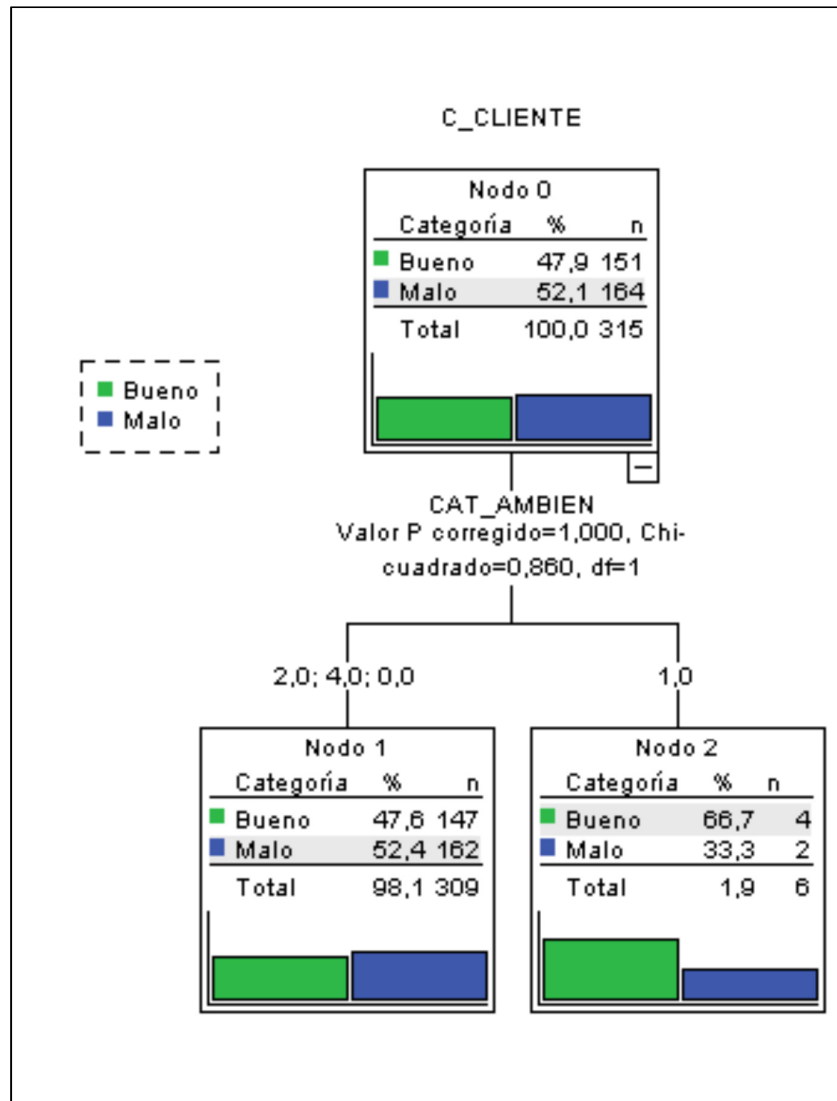 C_CLIENTE
Nodo 0
Categoría % n
Bueno 47,9 151
Malo 52,1 164
Total 100,0 315
Bueno
Malo
CAT_AMBIEN
Valor P corregido=1,000, Chi-
cuadrado=0,860, df=1
2,0; 4,0; 0,0
1,0
Nodo 1
Categoría % n
Bueno 47,6 147
Malo 52,4 162
Total 98,1 309
Nodo 2
Categoría % n
Bueno 66,7 4
Malo 33,3 2
Total 1,9 6